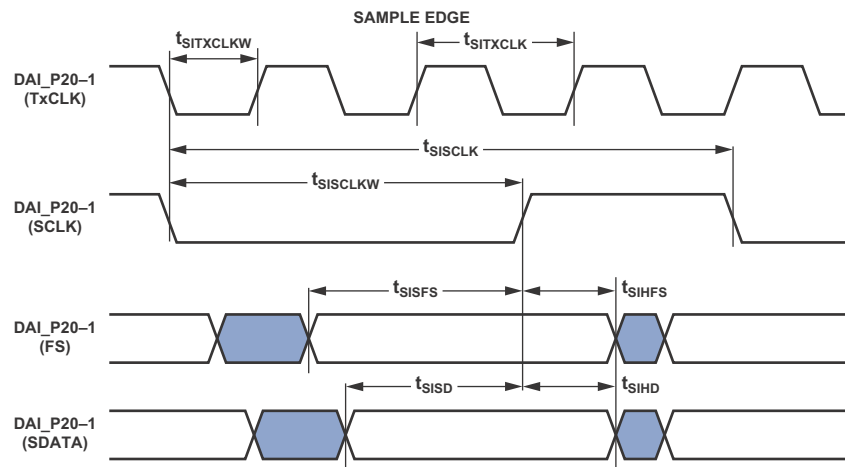 SAMPLE EDGE
tSITXCLKW
tSITXCLK
DAI_P20–1
(TxCLK)
tSISCLK
tSISCLKW
DAI_P20–1
(SCLK)
tSISFS
tSIHFS
DAI_P20–1
(FS)
tSISD
tSIHD
DAI_P20–1
(SDATA)